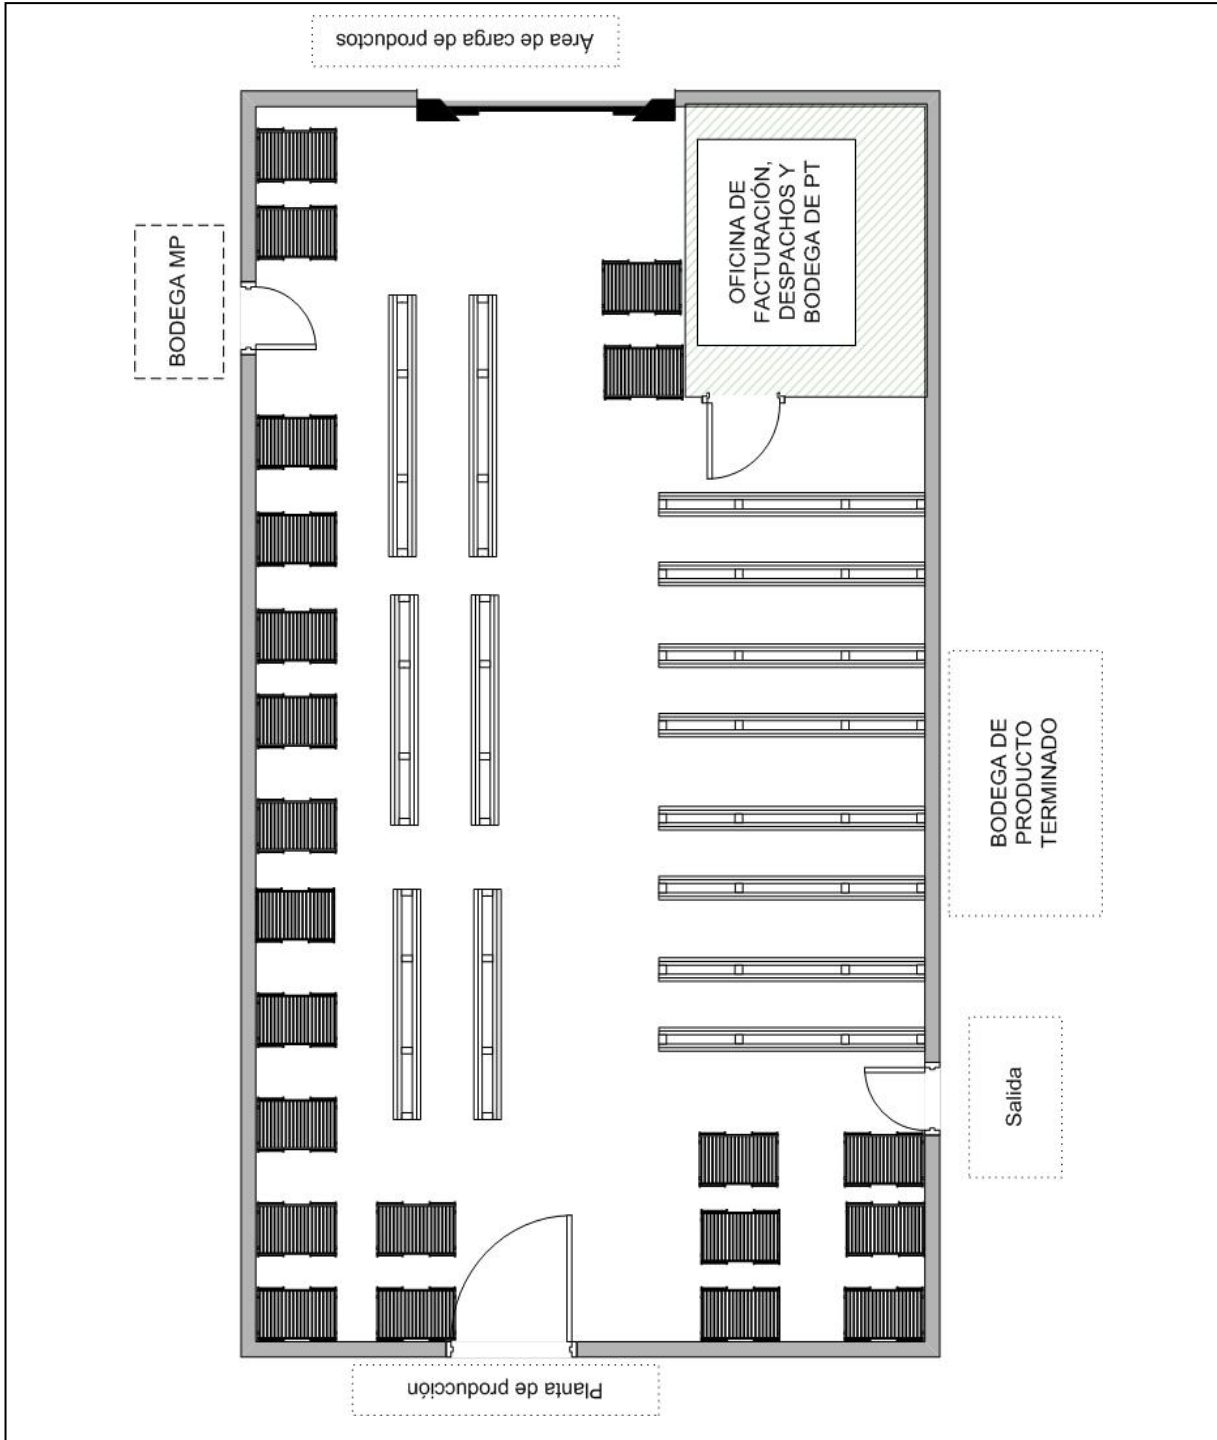 Área de carga de productos
BODEGA MP
OFICINA DE
FACTURACIÓN,
DESPACHOS Y
BODEGA DE PT
BODEGA DE
PRODUCTO
TERMINADO
Salida
Planta de producción